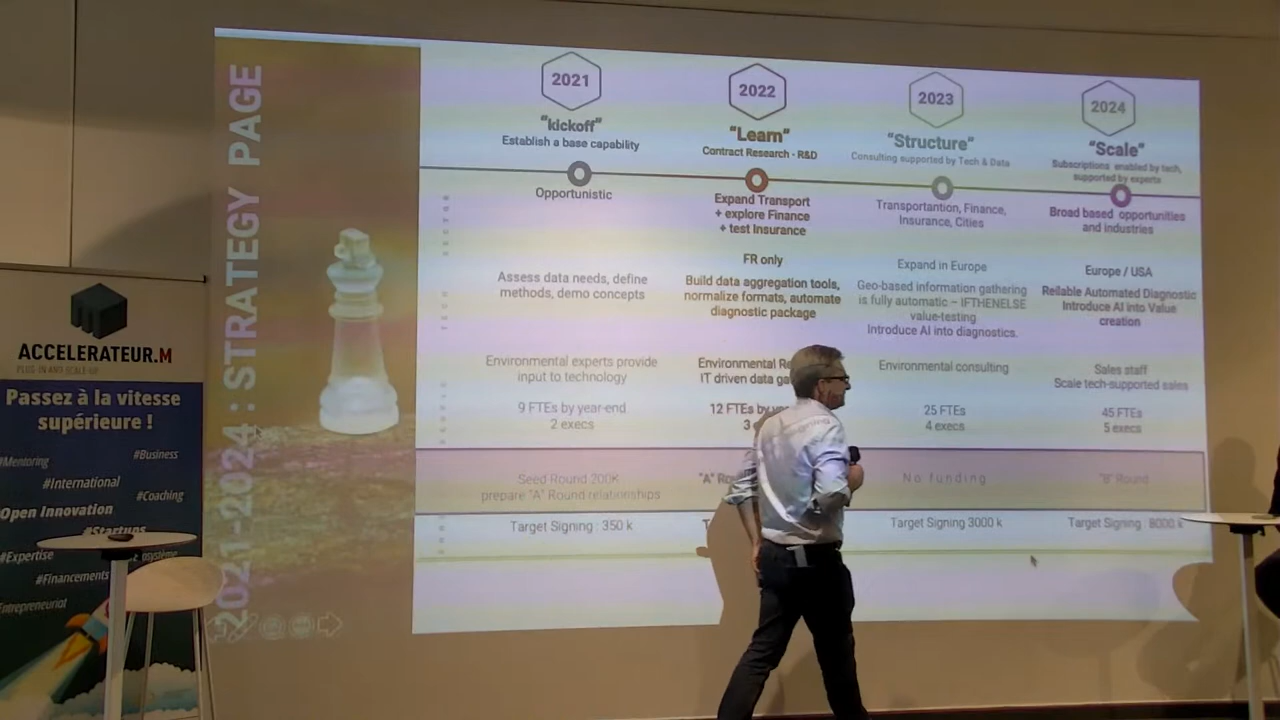 2021-2024 : STRATEGY PAGE
2021
"kickoff"
Establish a base capability
Opportunistic
Assess data needs, define
methods, demo concepts
Environmental experts provide
input to technology
9 FTEs by year-end
2 execs
Seed Round 200K
prepare "A" Round relationships
Target Signing : 350 k
2022
"Learn"
Contract Research - R&D
Expand Transport
+ explore Finance
+ test Insurance
FR only
Build data aggregation tools,
normalize formats, automate
diagnostic package
Environmental
IT driven data
12 FTEs by
3
"A"
2023
"Structure"
Consulting supported by Tech & Data
Transportantion, Finance,
Insurance, Cities
Expand in Europe
Geo-based information gathering
is fully automatic – IFTHENELSE
value-testing
Introduce AI into diagnostics.
Environmental consulting
25 FTEs
4 execs
No funding
Target Signing 3000 k
2024
"Scale"
Subscriptions enabled by tech,
supported by experts
Broad based opportunities
and industries
Europe / USA
Reliable Automated Diagnostic
Introduce AI into Value
creation
Sales staff
Scale tech-supported sales
45 FTEs
5 execs
"B" Round
Target Signing : 8000 k
ACCELERATEUR.M
PLUG-IN AND SCALE-UP
Passez à la vitesse
supérieure !
#Mentoring
#Business
#International
#Coaching
Open Innovation
#Startups
#Expertise
#Financements